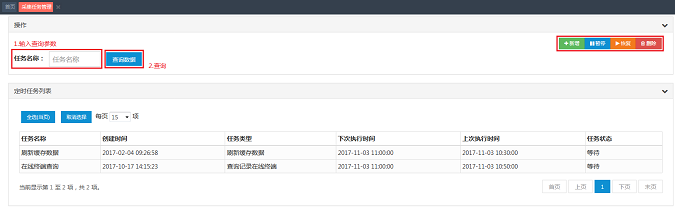 首页 采集任务管理
操作
1.输入查询参数
新增 暂停 恢复 删除
任务名称： 任务名称 查询数据
2.查询
定时任务列表
全选(当页) 取消选择 每页 15 项
任务名称 创建时间 任务类型 下次执行时间 上次执行时间 任务状态
刷新缓存数据 2017-02-04 09:26:58 刷新缓存数据 2017-11-03 11:00:00 2017-11-03 10:30:00 等待
在线终端查询 2017-10-17 14:15:23 查询记录在线终端 2017-11-03 11:00:00 2017-11-03 10:50:00 等待
当前显示第 1 至 2 项，共 2 项。 首页 上页 1 下页 末页